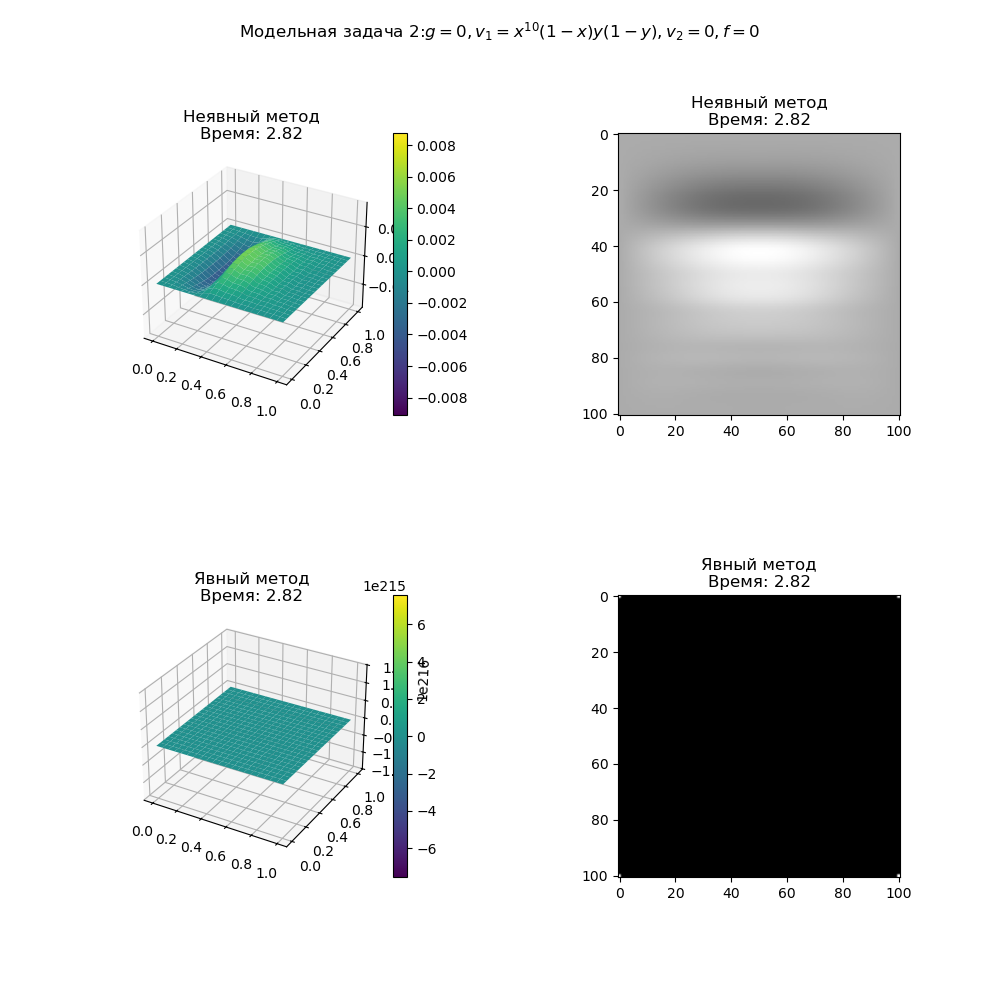 Модельная задача 2:g = 0, v₁ = x¹⁰(1 − x)y(1 − y), v₂ = 0, f = 0
Неявный метод
Время: 2.82
0.008
0.006
0.004
0.002
0.000
−0.002
−0.004
−0.006
−0.008
0.0 0.2 0.4 0.6 0.8 1.0
0.0 0.2 0.4 0.6 0.8 1.0
Неявный метод
Время: 2.82
0
20
40
60
80
100
0 20 40 60 80 100
Явный метод
Время: 2.82
1e215
6
4
2
0
−2
−4
−6
1e216
0.0 0.2 0.4 0.6 0.8 1.0
0.0 0.2 0.4 0.6 0.8 1.0
Явный метод
Время: 2.82
0
20
40
60
80
100
0 20 40 60 80 100